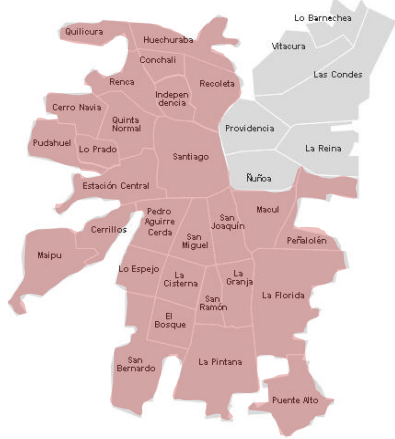 Lo Barnechea
Quilicura
Huechuraba
Vitacura
Conchali
Las Condes
Renca
Recoleta
Indepen
dencia
Cerro Navia
Quinta
Normal
Providencia
Pudahuel
Lo Prado
La Reina
Santiago
Ñuñoa
Estación Central
Pedro
Aguirre
Cerda
San
Joaquín
Macul
Cerrillos
San
Miguel
Peñalolén
Maipu
Lo Espejo
La
Cisterna
La
Granja
San
Ramón
La Florida
El
Bosque
San
Bernardo
La Pintana
Puente Alto